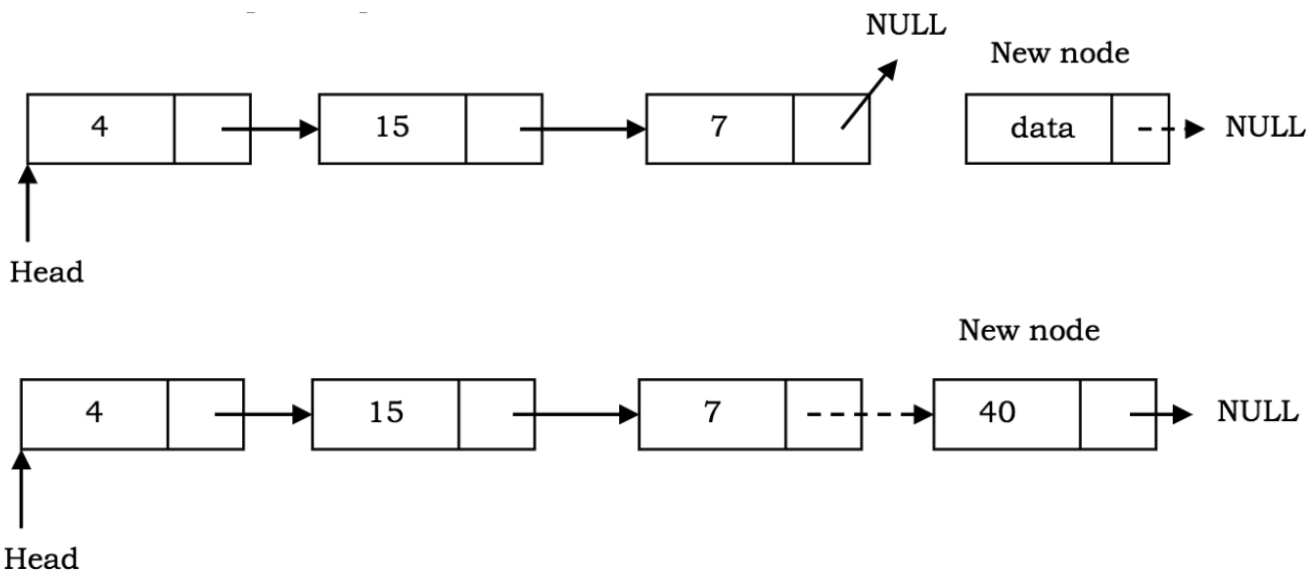 NULL
New node
4 15 7 data NULL
Head
New node
4 15 7 40 NULL
Head